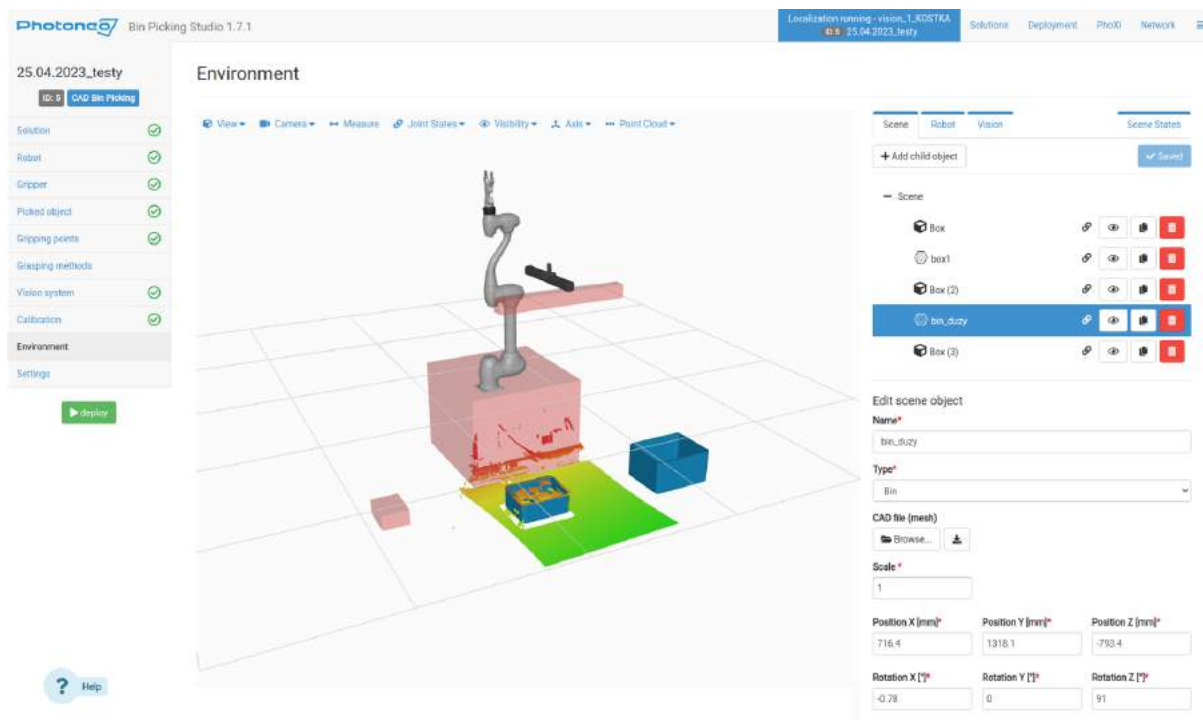 Photoneo Bin Picking Studio 1.7.1
Localization running - vision_1_KOSTKA
ID: 5 25.04.2023_testy
Solutions Deployment PhoXi Network
25.04.2023_testy
ID: 5 CAD Bin Picking
Solution
Robot
Gripper
Picked object
Gripping points
Grasping methods
Vision system
Calibration
Environment
Settings
deploy
? Help
Environment
View Camera Measure Joint States Visibility Axis Point Cloud
Scene Robot Vision Scene States
+ Add child object Saved
Scene
Box
box1
Box (2)
bin_duzy
Box (3)
Edit scene object
Name*
bin_duzy
Type*
Bin
CAD file (mesh)
Browse...
Scale *
1
Position X [mm]* Position Y [mm]* Position Z [mm]*
716.4 1318.1 -793.4
Rotation X [°]* Rotation Y [°]* Rotation Z [°]*
-0.78 0 91